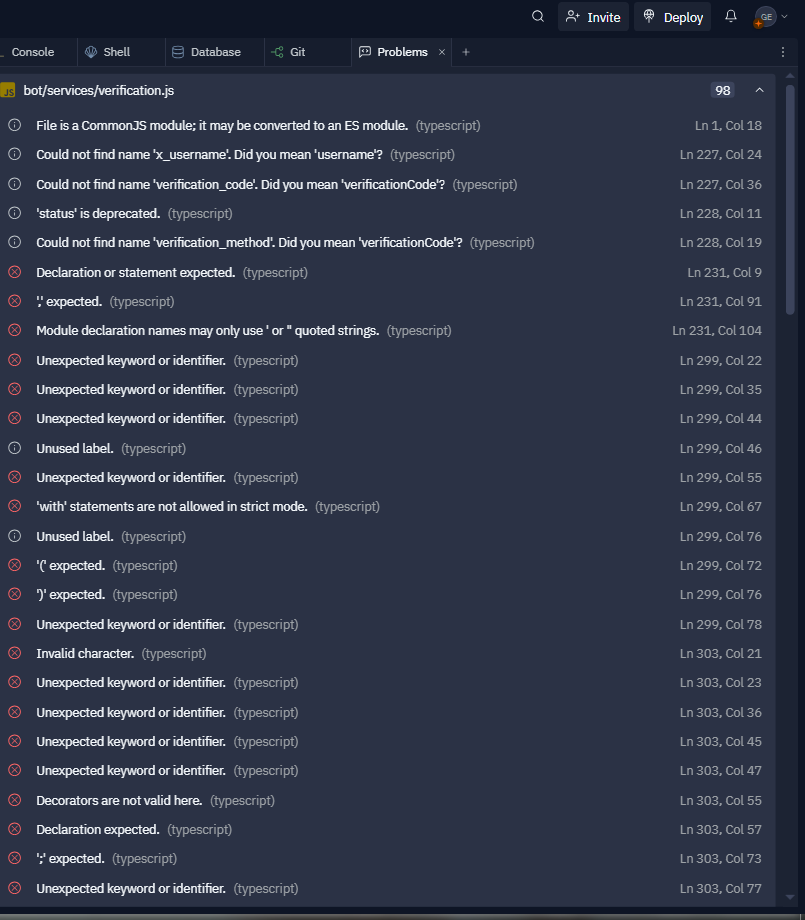 Invite
Deploy
GE
Console
Shell
Database
Git
Problems
JS bot/services/verification.js 98
File is a CommonJS module; it may be converted to an ES module. (typescript) Ln 1, Col 18
Could not find name 'x_username'. Did you mean 'username'? (typescript) Ln 227, Col 24
Could not find name 'verification_code'. Did you mean 'verificationCode'? (typescript) Ln 227, Col 36
'status' is deprecated. (typescript) Ln 228, Col 11
Could not find name 'verification_method'. Did you mean 'verificationCode'? (typescript) Ln 228, Col 19
Declaration or statement expected. (typescript) Ln 231, Col 9
';' expected. (typescript) Ln 231, Col 91
Module declaration names may only use ' or " quoted strings. (typescript) Ln 231, Col 104
Unexpected keyword or identifier. (typescript) Ln 299, Col 22
Unexpected keyword or identifier. (typescript) Ln 299, Col 35
Unexpected keyword or identifier. (typescript) Ln 299, Col 44
Unused label. (typescript) Ln 299, Col 46
Unexpected keyword or identifier. (typescript) Ln 299, Col 55
'with' statements are not allowed in strict mode. (typescript) Ln 299, Col 67
Unused label. (typescript) Ln 299, Col 76
'(' expected. (typescript) Ln 299, Col 72
')' expected. (typescript) Ln 299, Col 76
Unexpected keyword or identifier. (typescript) Ln 299, Col 78
Invalid character. (typescript) Ln 303, Col 21
Unexpected keyword or identifier. (typescript) Ln 303, Col 23
Unexpected keyword or identifier. (typescript) Ln 303, Col 36
Unexpected keyword or identifier. (typescript) Ln 303, Col 45
Unexpected keyword or identifier. (typescript) Ln 303, Col 47
Decorators are not valid here. (typescript) Ln 303, Col 55
Declaration expected. (typescript) Ln 303, Col 57
';' expected. (typescript) Ln 303, Col 73
Unexpected keyword or identifier. (typescript) Ln 303, Col 77